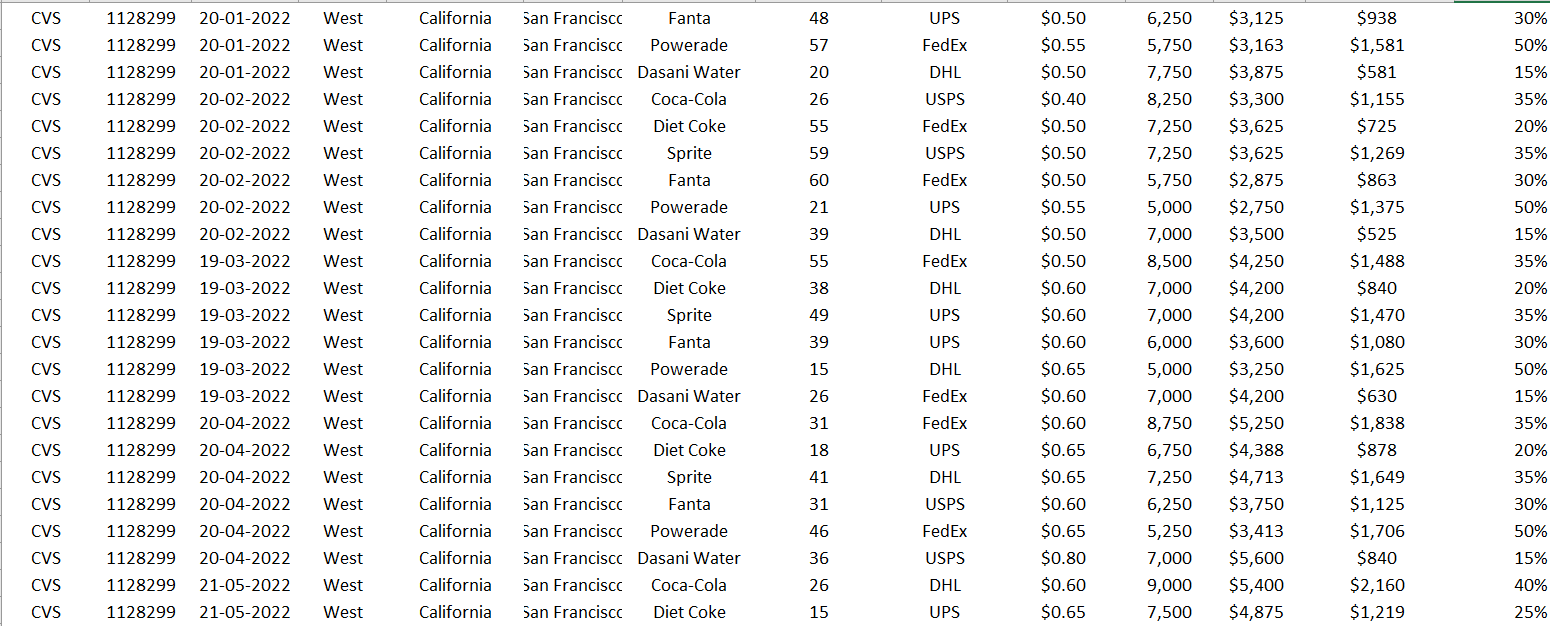 CVS 1128299 20-01-2022 West California San Francisco Fanta 48 UPS $0.50 6,250 $3,125 $938 30%
CVS 1128299 20-01-2022 West California San Francisco Powerade 57 FedEx $0.55 5,750 $3,163 $1,581 50%
CVS 1128299 20-01-2022 West California San Francisco Dasani Water 20 DHL $0.50 7,750 $3,875 $581 15%
CVS 1128299 20-02-2022 West California San Francisco Coca-Cola 26 USPS $0.40 8,250 $3,300 $1,155 35%
CVS 1128299 20-02-2022 West California San Francisco Diet Coke 55 FedEx $0.50 7,250 $3,625 $725 20%
CVS 1128299 20-02-2022 West California San Francisco Sprite 59 USPS $0.50 7,250 $3,625 $1,269 35%
CVS 1128299 20-02-2022 West California San Francisco Fanta 60 FedEx $0.50 5,750 $2,875 $863 30%
CVS 1128299 20-02-2022 West California San Francisco Powerade 21 UPS $0.55 5,000 $2,750 $1,375 50%
CVS 1128299 20-02-2022 West California San Francisco Dasani Water 39 DHL $0.50 7,000 $3,500 $525 15%
CVS 1128299 19-03-2022 West California San Francisco Coca-Cola 55 FedEx $0.50 8,500 $4,250 $1,488 35%
CVS 1128299 19-03-2022 West California San Francisco Diet Coke 38 DHL $0.60 7,000 $4,200 $840 20%
CVS 1128299 19-03-2022 West California San Francisco Sprite 49 UPS $0.60 7,000 $4,200 $1,470 35%
CVS 1128299 19-03-2022 West California San Francisco Fanta 39 UPS $0.60 6,000 $3,600 $1,080 30%
CVS 1128299 19-03-2022 West California San Francisco Powerade 15 DHL $0.65 5,000 $3,250 $1,625 50%
CVS 1128299 19-03-2022 West California San Francisco Dasani Water 26 FedEx $0.60 7,000 $4,200 $630 15%
CVS 1128299 20-04-2022 West California San Francisco Coca-Cola 31 FedEx $0.60 8,750 $5,250 $1,838 35%
CVS 1128299 20-04-2022 West California San Francisco Diet Coke 18 UPS $0.65 6,750 $4,388 $878 20%
CVS 1128299 20-04-2022 West California San Francisco Sprite 41 DHL $0.65 7,250 $4,713 $1,649 35%
CVS 1128299 20-04-2022 West California San Francisco Fanta 31 USPS $0.60 6,250 $3,750 $1,125 30%
CVS 1128299 20-04-2022 West California San Francisco Powerade 46 FedEx $0.65 5,250 $3,413 $1,706 50%
CVS 1128299 20-04-2022 West California San Francisco Dasani Water 36 USPS $0.80 7,000 $5,600 $840 15%
CVS 1128299 21-05-2022 West California San Francisco Coca-Cola 26 DHL $0.60 9,000 $5,400 $2,160 40%
CVS 1128299 21-05-2022 West California San Francisco Diet Coke 15 UPS $0.65 7,500 $4,875 $1,219 25%